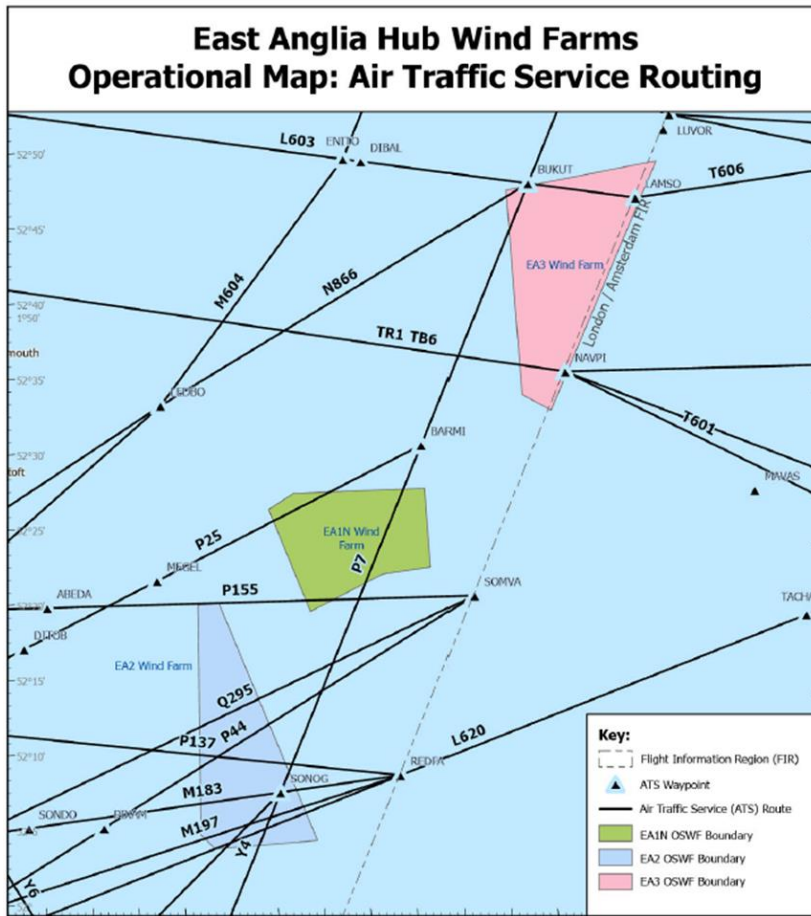 East Anglia Hub Wind Farms
Operational Map: Air Traffic Service Routing
LUVOR
L603
ENITO
DIBAL
52°50'
BUKUT
T606
LAMSO
52°45'
London / Amsterdam FIR
EA3 Wind Farm
N866
M604
52°40'
1°50'
TR1 TB6
mouth
NAVPI
52°35'
LEDBO
T601
BARMI
52°30'
toft
MAVAS
EA1N Wind
Farm
52°25'
P25
P7
MEGEL
P155
SOMVA
ABEDA
TACHA
DITOB
EA2 Wind Farm
52°15'
Q295
P44
P137
L620
52°10'
REDFA
SONOG
M183
SONDO
M197
Y4
Y6
Key:
Flight Information Region (FIR)
ATS Waypoint
Air Traffic Service (ATS) Route
EA1N OSWF Boundary
EA2 OSWF Boundary
EA3 OSWF Boundary